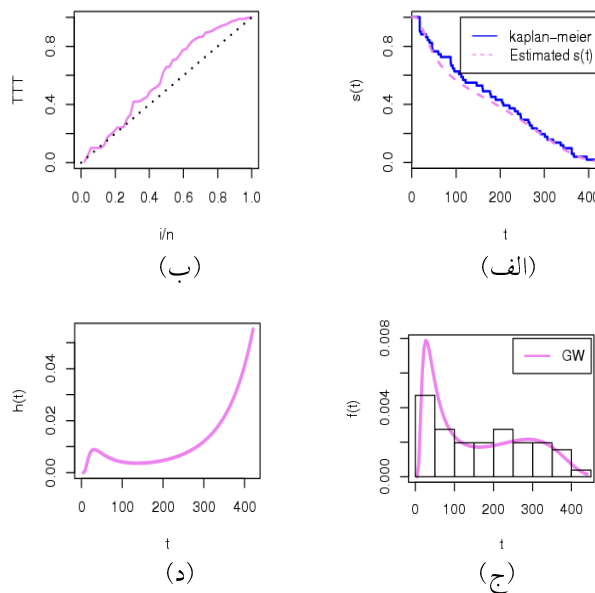 TTT
0.0 0.4 0.8
0.0 0.2 0.4 0.6 0.8 1.0
i/n
(ب)
kaplan-meier
Estimated s(t)
s(t)
0.0 0.4 0.8
0 100 200 300 400
t
(الف)
h(t)
0.00 0.02 0.04
0 100 200 300 400
t
(د)
GW
f(t)
0.000 0.004 0.008
0 100 200 300 400
t
(ج)